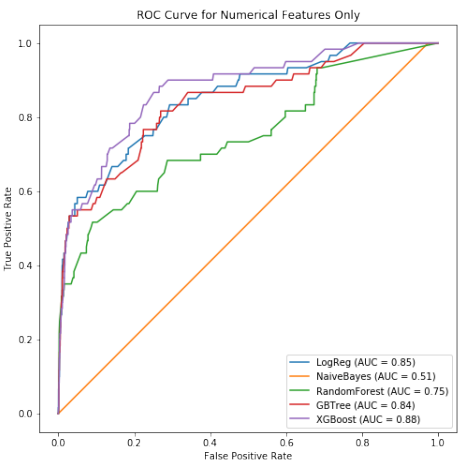 ROC Curve for Numerical Features Only
True Positive Rate
1.0
0.8
0.6
0.4
0.2
0.0
LogReg (AUC = 0.85)
NaiveBayes (AUC = 0.51)
RandomForest (AUC = 0.75)
GBTree (AUC = 0.84)
XGBoost (AUC = 0.88)
0.0 0.2 0.4 0.6 0.8 1.0
False Positive Rate